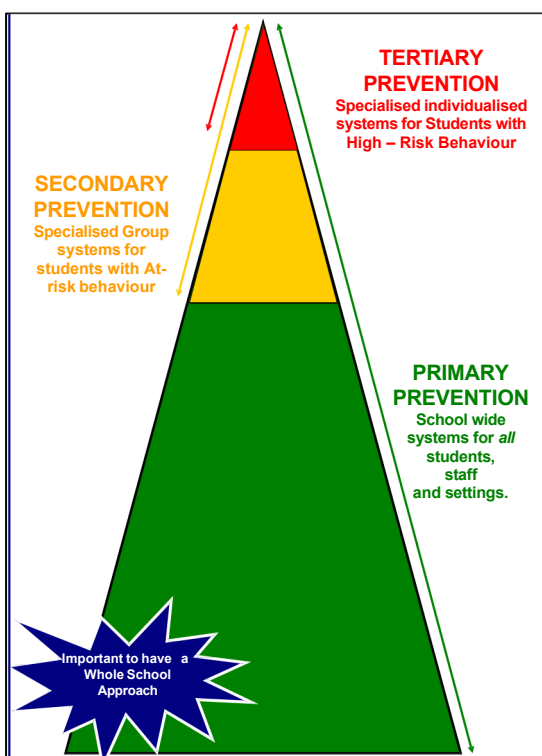 TERTIARY
PREVENTION
Specialised individualised
systems for Students with
High – Risk Behaviour
SECONDARY
PREVENTION
Specialised Group
systems for
students with At-
risk behaviour
PRIMARY
PREVENTION
School wide
systems for all
students,
staff
and settings.
Important to have a
Whole School
Approach